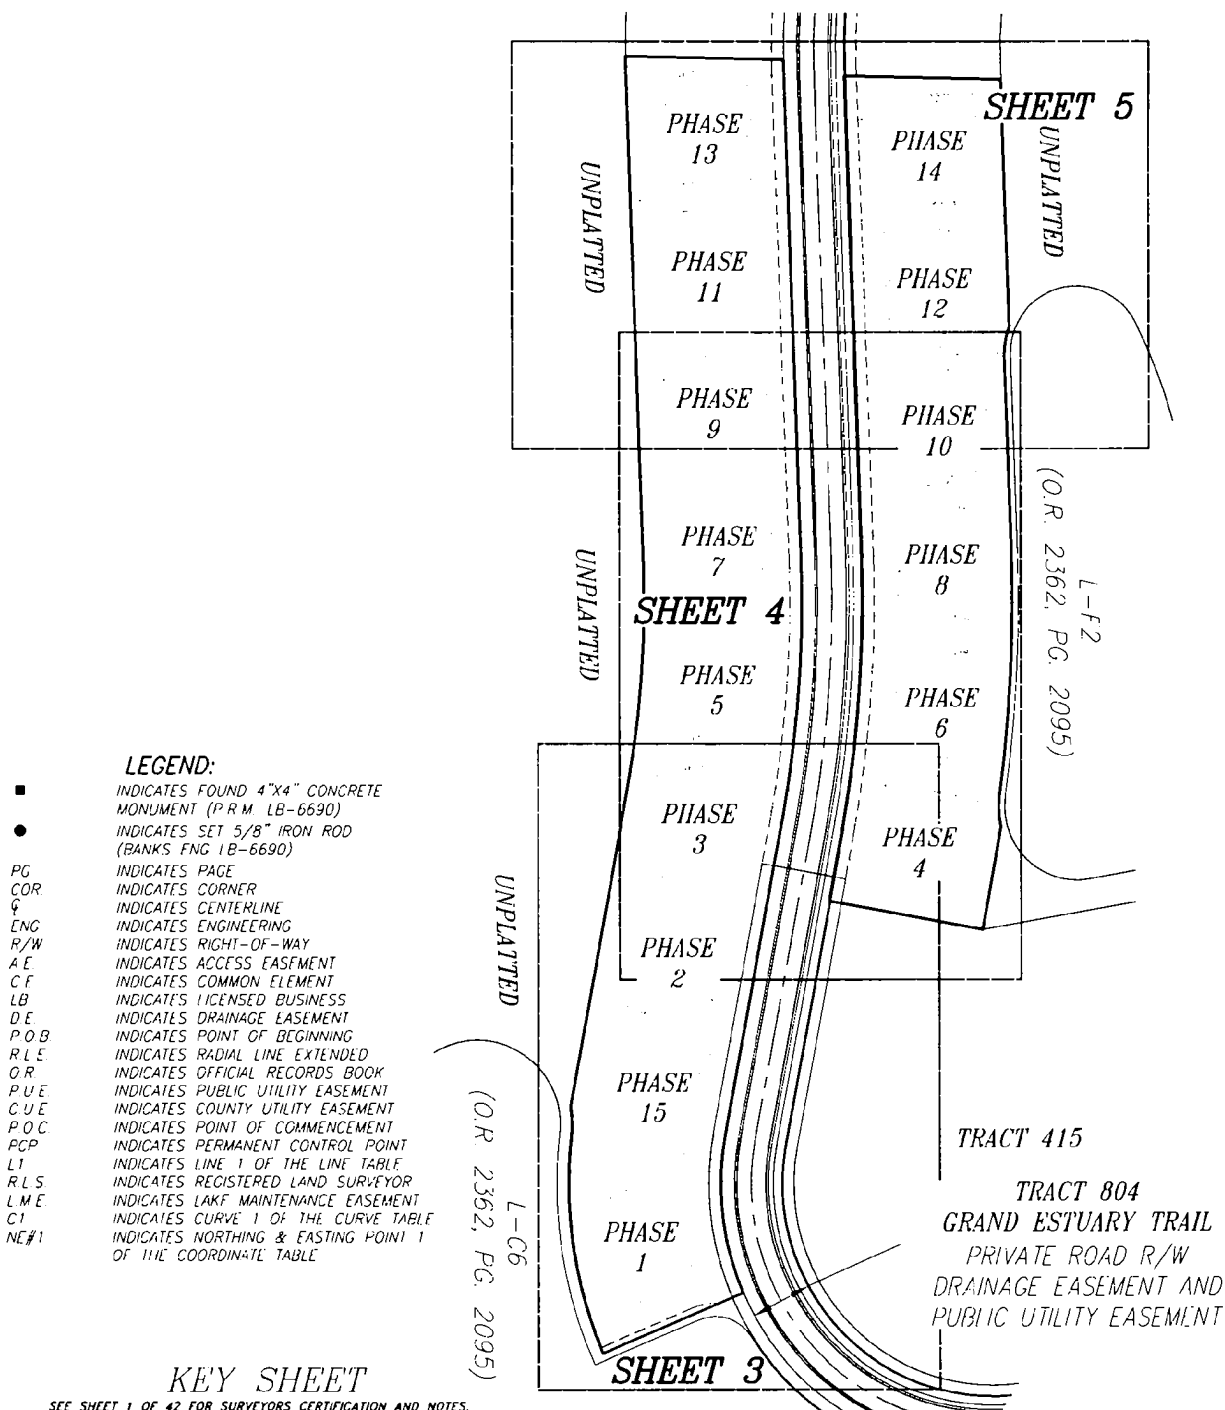 SHEET 5
PHASE
13
PHASE
14
UNPLATTED
UNPLATTED
PHASE
11
PHASE
12
PHASE
9
PHASE
10
PHASE
7
PHASE
8
UNPLATTED
SHEET 4
L-F2
(O.R. 2362, PG. 2095)
PHASE
5
PHASE
6
PHASE
3
PHASE
4
UNPLATTED
PHASE
2
PHASE
15
PHASE
1
L-C6
(O.R. 2362, PG. 2095)
SHEET 3
TRACT 415
TRACT 804
GRAND ESTUARY TRAIL
PRIVATE ROAD R/W
DRAINAGE EASEMENT AND
PUBLIC UTILITY EASEMENT
LEGEND:
■ INDICATES FOUND 4"X4" CONCRETE
MONUMENT (P.R.M. LB-6690)
● INDICATES SET 5/8" IRON ROD
(BANKS ENG LB-6690)
PG INDICATES PAGE
COR. INDICATES CORNER
℄ INDICATES CENTERLINE
ENG INDICATES ENGINEERING
R/W INDICATES RIGHT-OF-WAY
A.E. INDICATES ACCESS EASEMENT
C.E. INDICATES COMMON ELEMENT
LB INDICATES LICENSED BUSINESS
D.E. INDICATES DRAINAGE EASEMENT
P.O.B. INDICATES POINT OF BEGINNING
R.L.E. INDICATES RADIAL LINE EXTENDED
O.R. INDICATES OFFICIAL RECORDS BOOK
P.U.E. INDICATES PUBLIC UTILITY EASEMENT
C.U.E. INDICATES COUNTY UTILITY EASEMENT
P.O.C. INDICATES POINT OF COMMENCEMENT
PCP INDICATES PERMANENT CONTROL POINT
L1 INDICATES LINE 1 OF THE LINE TABLE
R.L.S. INDICATES REGISTERED LAND SURVEYOR
L.M.E. INDICATES LAKE MAINTENANCE EASEMENT
C1 INDICATES CURVE 1 OF THE CURVE TABLE
NE#1 INDICATES NORTHING & EASTING POINT 1
OF THE COORDINATE TABLE
KEY SHEET
SEE SHEET 1 OF 42 FOR SURVEYORS CERTIFICATION AND NOTES.